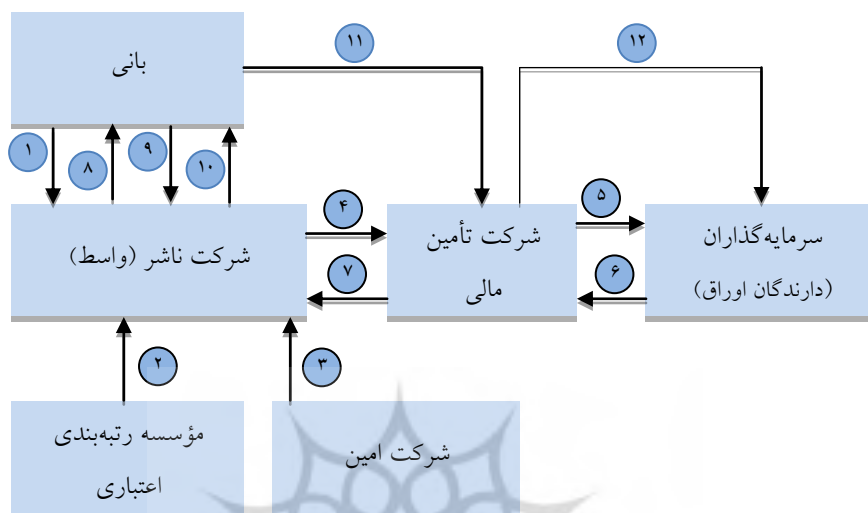 ۱۱
۱۲
بانی
۱
۸
۹
۱۰
۴
۵
شرکت ناشر (واسط)
شرکت تأمین
مالی
سرمایه‌گذاران
(دارندگان اوراق)
۷
۶
۲
۳
مؤسسه رتبه‌بندی
اعتباری
شرکت امین